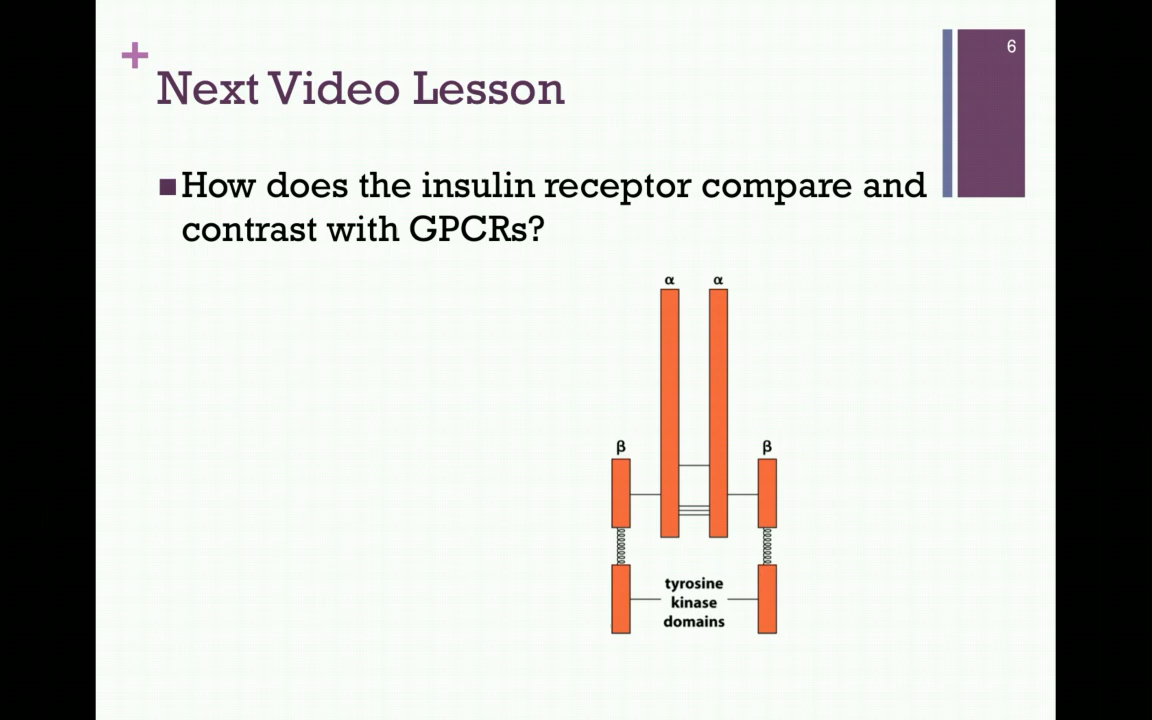 6
+
Next Video Lesson
■ How does the insulin receptor compare and
contrast with GPCRs?
α α
β β
tyrosine
kinase
domains